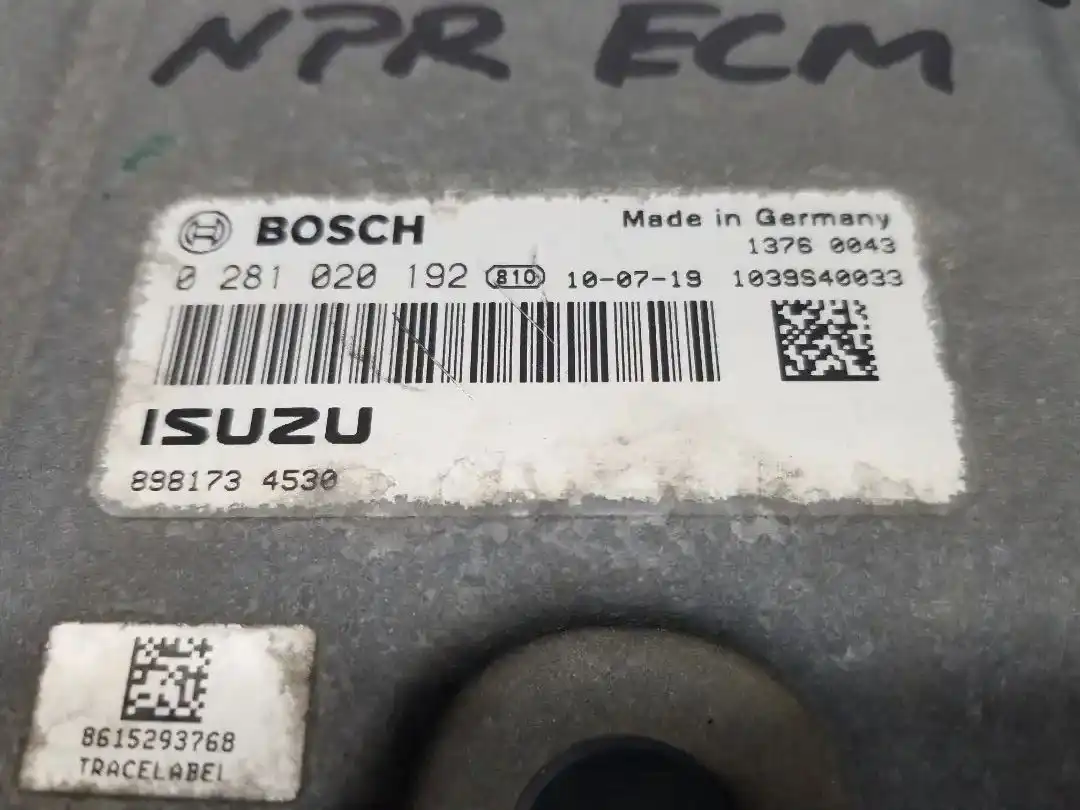 NPR ECM
BOSCH
Made in Germany
1376 0043
0 281 020 192 810 10-07-19 1039S40033
ISUZU
898173 4530
8615293768
TRACELABEL